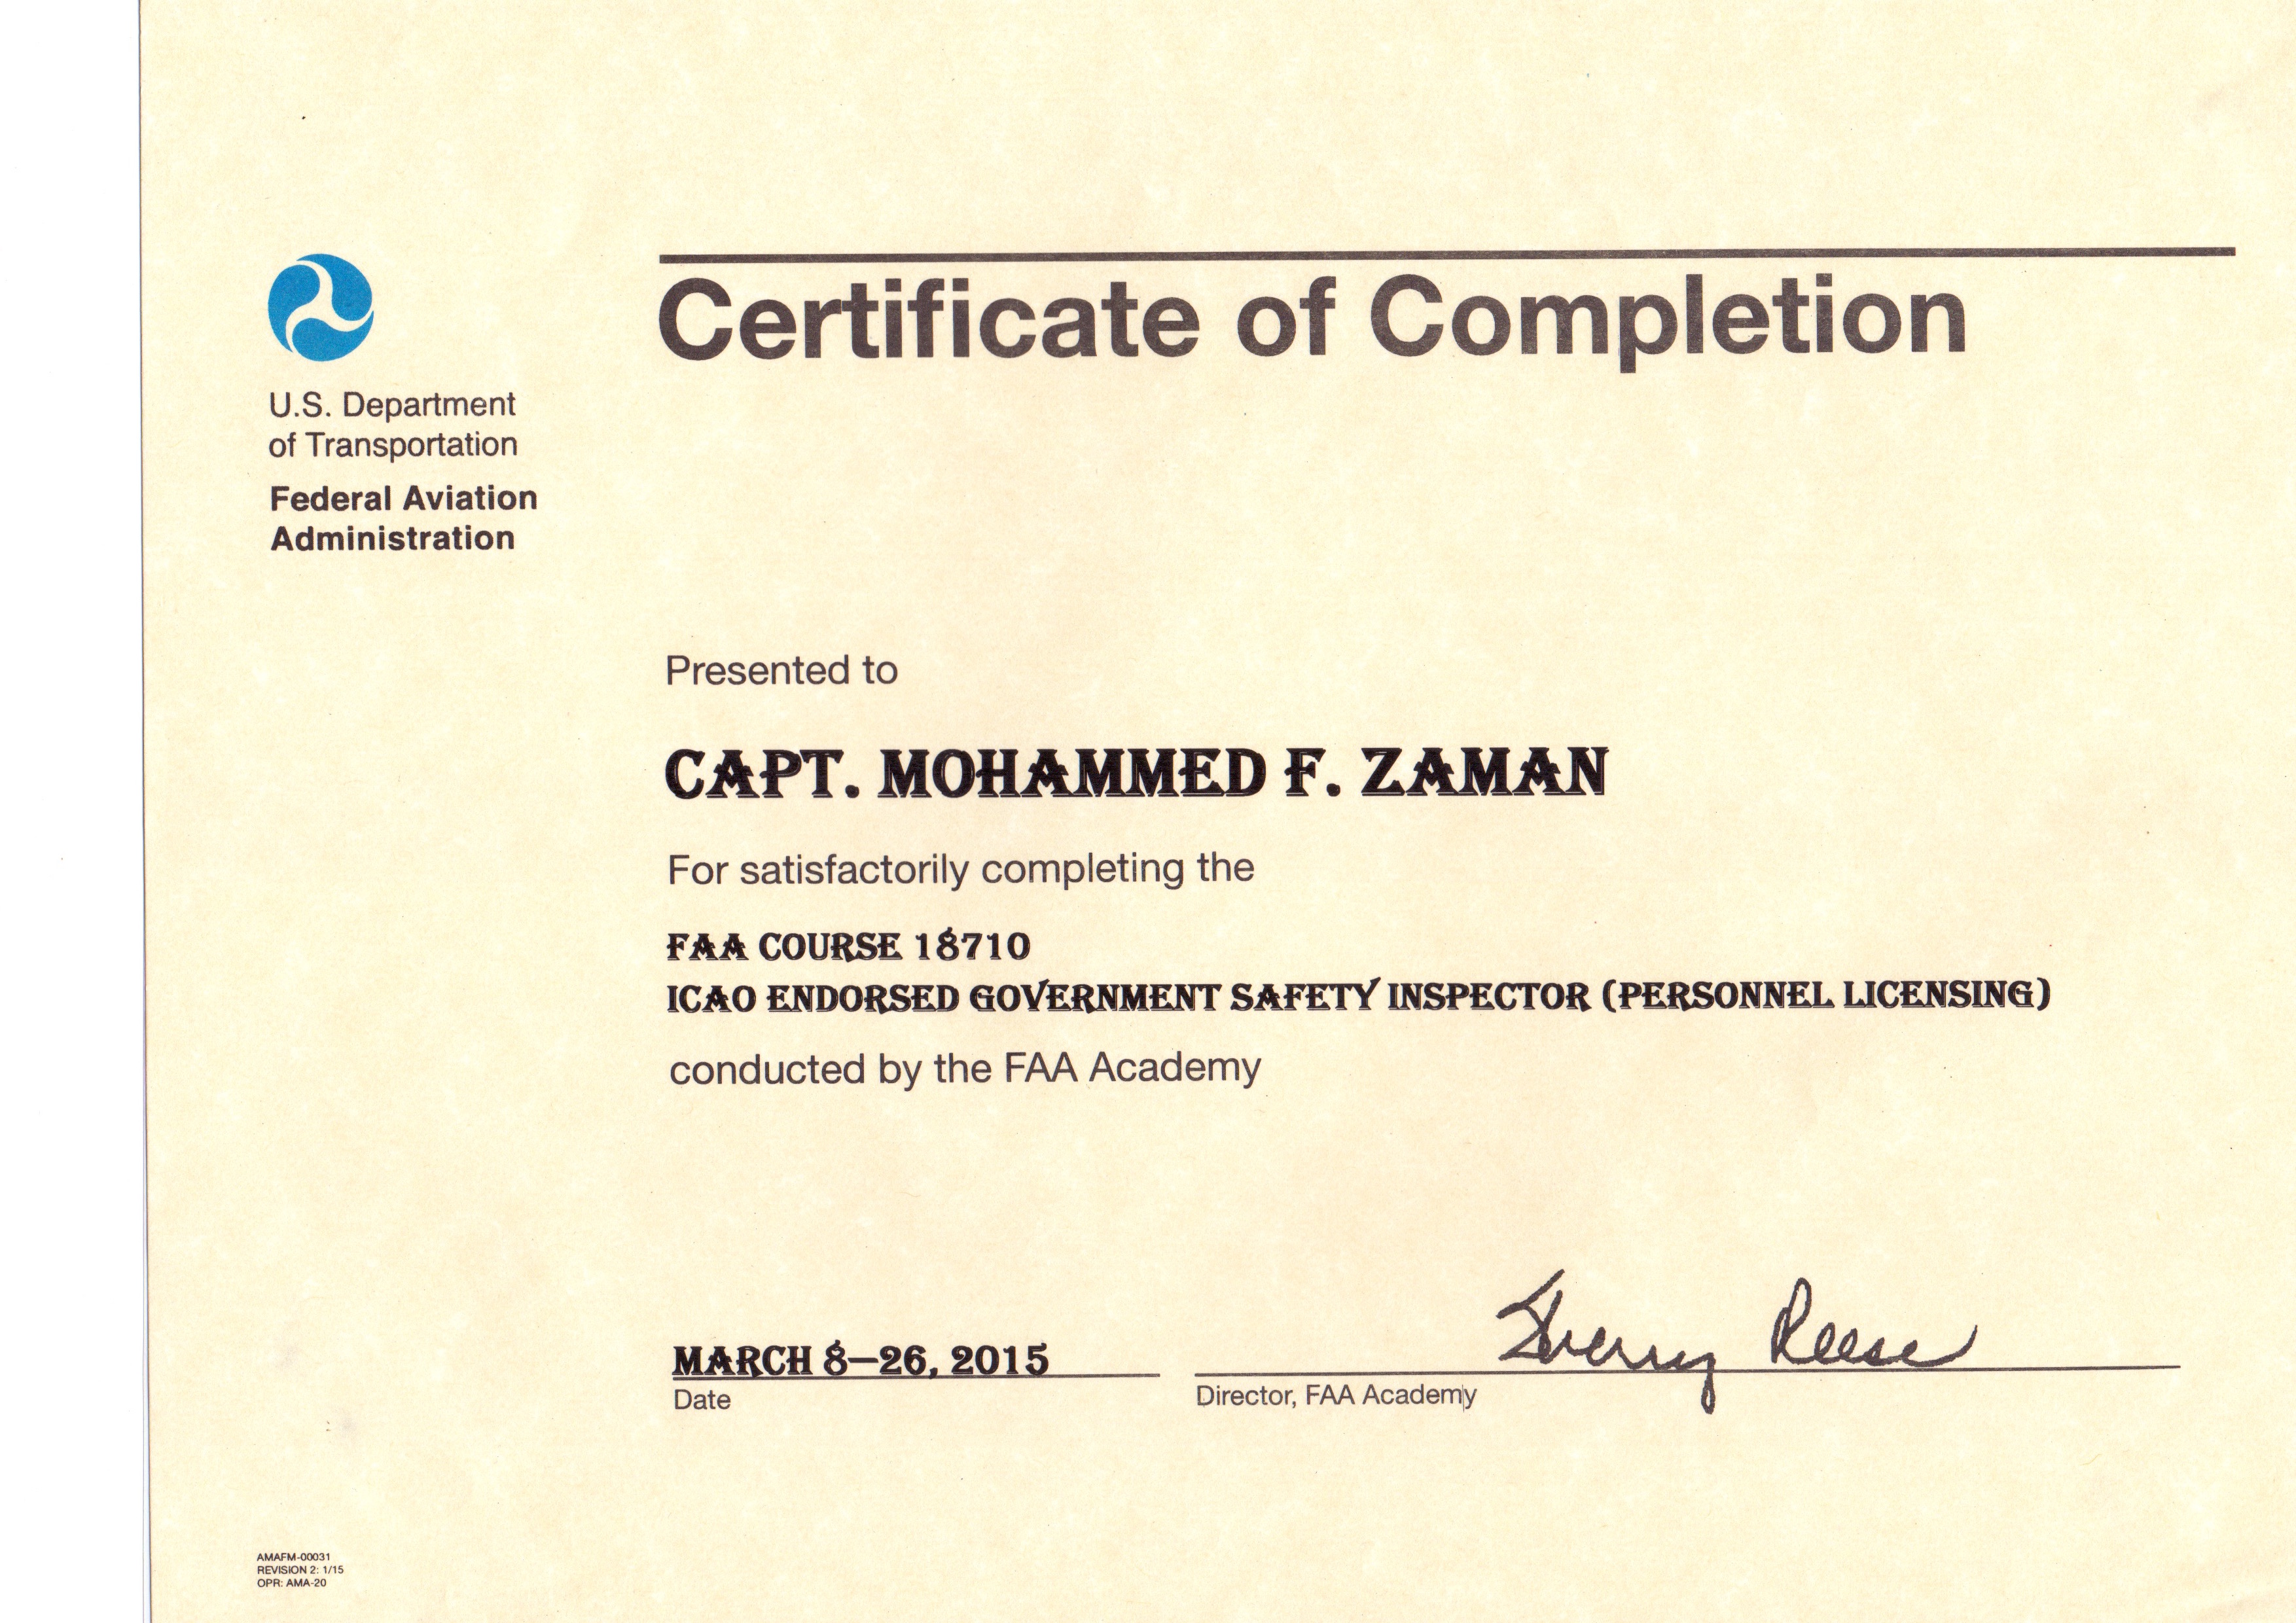 Certificate of Completion
U.S. Department
of Transportation
Federal Aviation
Administration
Presented to
CAPT. MOHAMMED F. ZAMAN
For satisfactorily completing the
FAA COURSE 18710
ICAO ENDORSED GOVERNMENT SAFETY INSPECTOR (PERSONNEL LICENSING)
conducted by the FAA Academy
MARCH 8–26, 2015
Date
Sherry Reese
Director, FAA Academy
AMAFM-00031
REVISION 2: 1/15
OPR: AMA-20